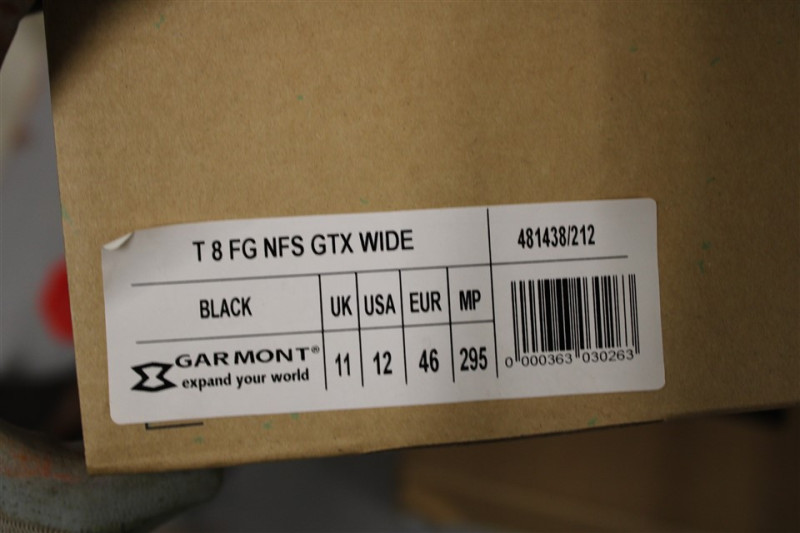 T 8 FG NFS GTX WIDE
481438/212
BLACK
UK USA EUR MP
11 12 46 295
GARMONT®
expand your world
0 000363 030263